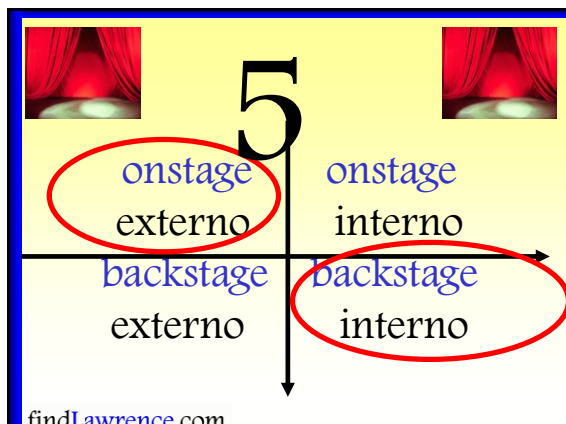 5
onstage onstage
externo interno
backstage backstage
externo interno
findLawrence.com